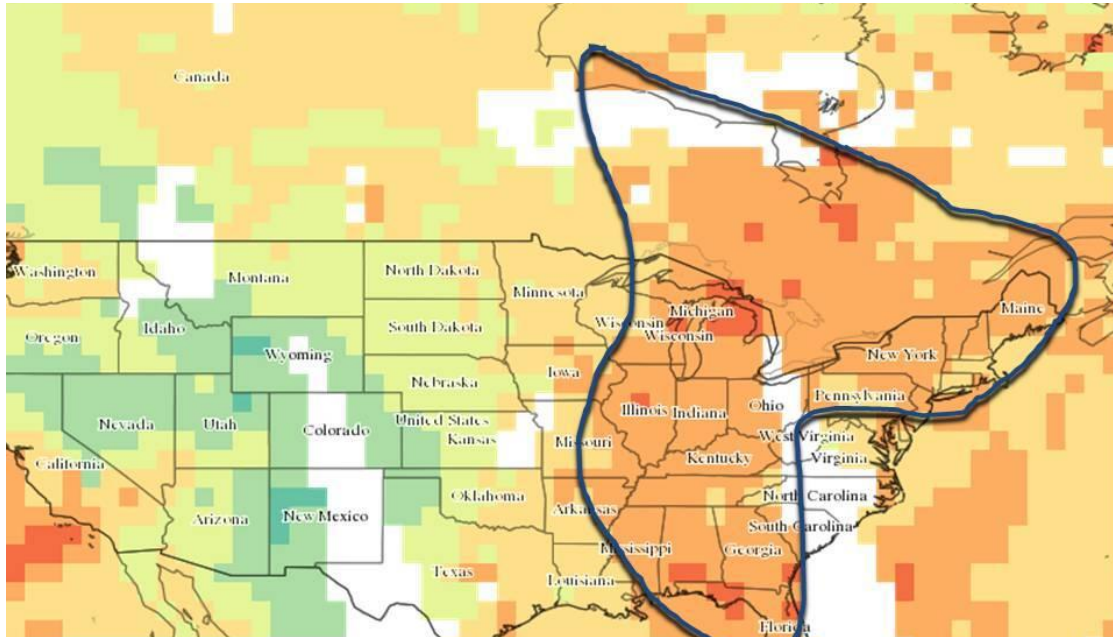 Canada
Washington
Montana
North Dakota
Minnesota
Maine
Oregon
Idaho
South Dakota
Wisconsin
Michigan
Wisconsin
New York
Wyoming
Nebraska
Iowa
Pennsylvania
Nevada
Utah
Colorado
United States
Kansas
Missouri
Illinois
Indiana
Ohio
West Virginia
California
Kentucky
Virginia
Arizona
New Mexico
Oklahoma
Arkansas
North Carolina
South Carolina
Mississippi
Georgia
Texas
Louisiana
Florida